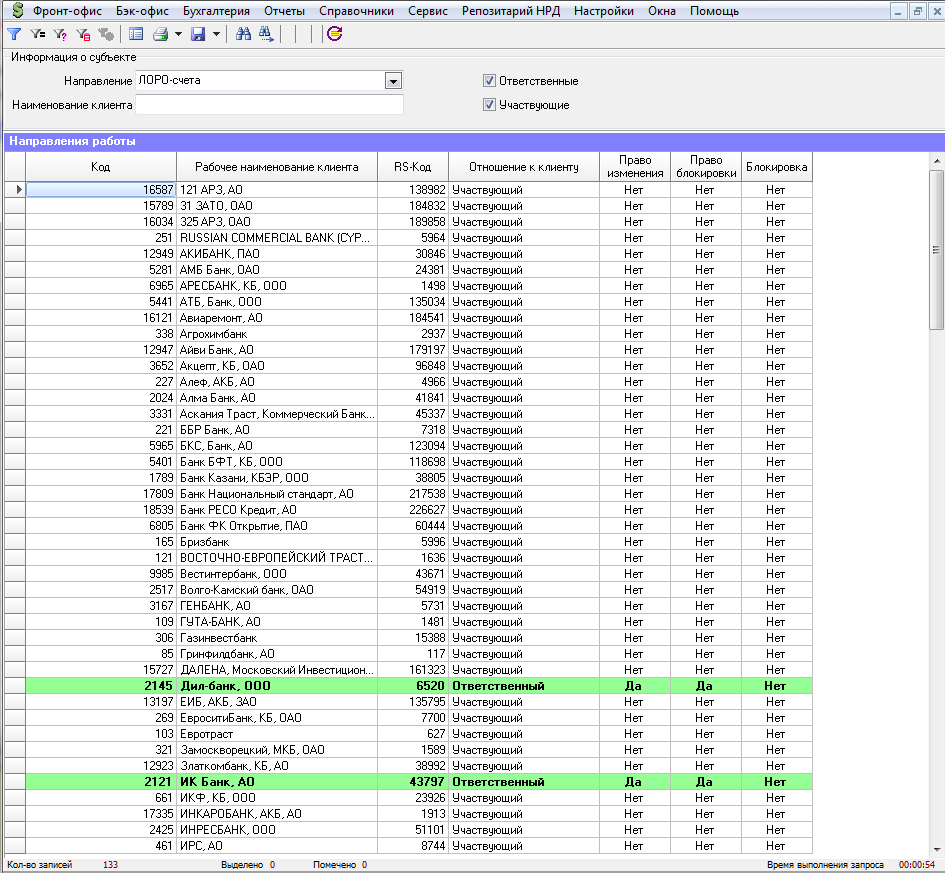 Фронт-офис Бэк-офис Бухгалтерия Отчеты Справочники Сервис Репозитарий НРД Настройки Окна Помощь
Информация о субъекте
Направление ЛОРО-счета Ответственные
Наименование клиента Участвующие
Направления работы
Код Рабочее наименование клиента RS-Код Отношение к клиенту Право изменения Право блокировки Блокировка
16587 121 АРЗ, АО 138982 Участвующий Нет Нет Нет
15789 31 ЗАТО, ОАО 184832 Участвующий Нет Нет Нет
16034 325 АРЗ, ОАО 189858 Участвующий Нет Нет Нет
251 RUSSIAN COMMERCIAL BANK (CYP... 5964 Участвующий Нет Нет Нет
12949 АКИБАНК, ПАО 30846 Участвующий Нет Нет Нет
5281 АМБ Банк, ОАО 24381 Участвующий Нет Нет Нет
6965 АРЕСБАНК, КБ, ООО 1498 Участвующий Нет Нет Нет
5441 АТБ, Банк, ООО 135034 Участвующий Нет Нет Нет
16121 Авиаремонт, АО 184541 Участвующий Нет Нет Нет
338 Агрохимбанк 2937 Участвующий Нет Нет Нет
12947 Айви Банк, АО 179197 Участвующий Нет Нет Нет
3652 Акцепт, КБ, ОАО 96848 Участвующий Нет Нет Нет
227 Алеф, АКБ, АО 4966 Участвующий Нет Нет Нет
2024 Алма Банк, АО 41841 Участвующий Нет Нет Нет
3331 Аскания Траст, Коммерческий Банк... 45337 Участвующий Нет Нет Нет
221 ББР Банк, АО 7318 Участвующий Нет Нет Нет
5965 БКС, Банк, АО 123094 Участвующий Нет Нет Нет
5401 Банк БФТ, КБ, ООО 118698 Участвующий Нет Нет Нет
1789 Банк Казани, КБЭР, ООО 38805 Участвующий Нет Нет Нет
17809 Банк Национальный стандарт, АО 217538 Участвующий Нет Нет Нет
18539 Банк РЕСО Кредит, АО 226627 Участвующий Нет Нет Нет
6805 Банк ФК Открытие, ПАО 60444 Участвующий Нет Нет Нет
165 Бризбанк 5996 Участвующий Нет Нет Нет
121 ВОСТОЧНО-ЕВРОПЕЙСКИЙ ТРАСТ... 1636 Участвующий Нет Нет Нет
9985 Вестинтербанк, ООО 43671 Участвующий Нет Нет Нет
2517 Волго-Камский банк, ОАО 54919 Участвующий Нет Нет Нет
3167 ГЕНБАНК, АО 5731 Участвующий Нет Нет Нет
109 ГУТА-БАНК, АО 1481 Участвующий Нет Нет Нет
306 Газинвестбанк 15388 Участвующий Нет Нет Нет
85 Гринфилдбанк, АО 117 Участвующий Нет Нет Нет
15727 ДАЛЕНА, Московский Инвестицион... 161323 Участвующий Нет Нет Нет
2145 Дил-банк, ООО 6520 Ответственный Да Да Нет
13197 ЕИБ, АКБ, ЗАО 135795 Участвующий Нет Нет Нет
269 ЕвроситиБанк, КБ, ОАО 7700 Участвующий Нет Нет Нет
103 Евротраст 627 Участвующий Нет Нет Нет
321 Замоскворецкий, МКБ, ОАО 1589 Участвующий Нет Нет Нет
12923 Златкомбанк, КБ, АО 38992 Участвующий Нет Нет Нет
2121 ИК Банк, АО 43797 Ответственный Да Да Нет
661 ИКФ, КБ, ООО 23926 Участвующий Нет Нет Нет
17335 ИНКАРОБАНК, АКБ, АО 1913 Участвующий Нет Нет Нет
2425 ИНРЕСБАНК, ООО 51101 Участвующий Нет Нет Нет
461 ИРС, АО 8744 Участвующий Нет Нет Нет
Кол-во записей 133 Выделено 0 Помечено 0 Время выполнения запроса 00:00:54